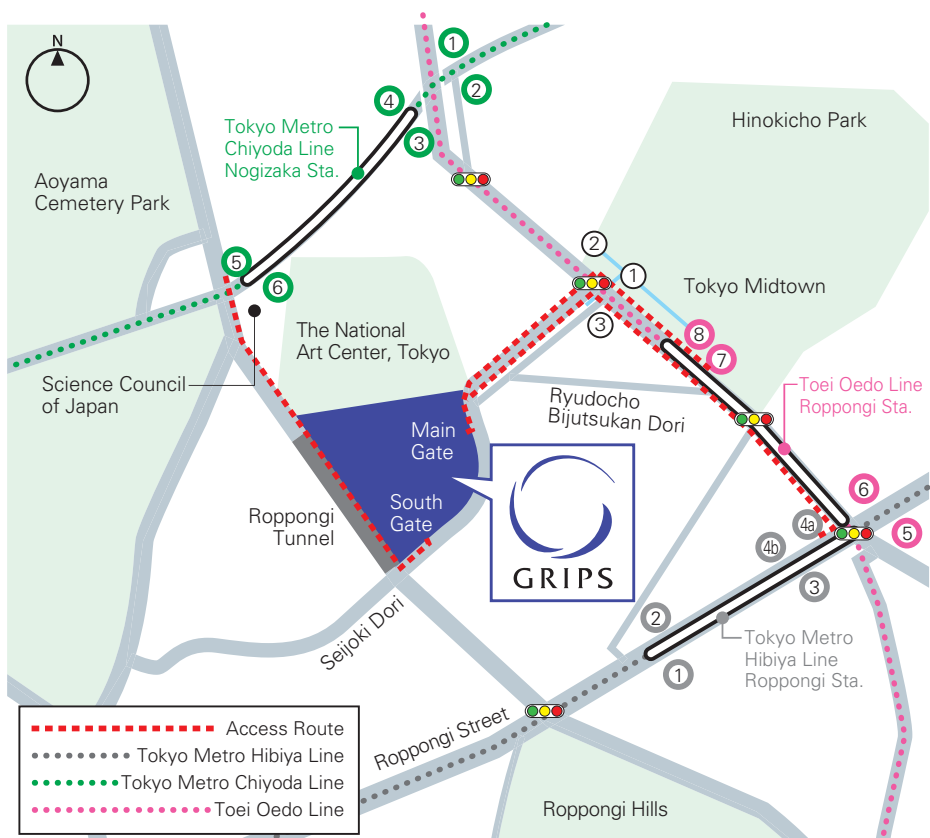 N
1
2
4
3
Tokyo Metro
Chiyoda Line
Nogizaka Sta.
Hinokicho Park
Aoyama
Cemetery Park
5
6
2
1
Tokyo Midtown
3
8
7
The National
Art Center, Tokyo
Science Council
of Japan
Ryudocho
Bijutsukan Dori
Toei Oedo Line
Roppongi Sta.
Main
Gate
South
Gate
Roppongi
Tunnel
GRIPS
6
5
4a
4b
3
2
1
Tokyo Metro
Hibiya Line
Roppongi Sta.
Seijoki Dori
Roppongi Street
Roppongi Hills
Access Route
Tokyo Metro Hibiya Line
Tokyo Metro Chiyoda Line
Toei Oedo Line